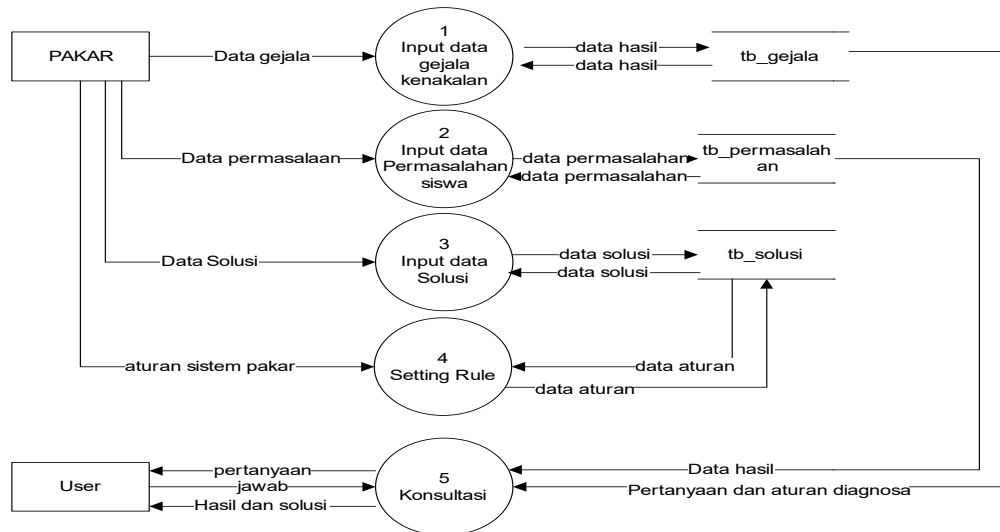 PAKAR
Data gejala
1
Input data
gejala
kenakalan
data hasil
data hasil
tb_gejala
Data permasalaan
2
Input data
Permasalahan
siswa
data permasalahan
data permasalahan
tb_permasalah
an
Data Solusi
3
Input data
Solusi
data solusi
data solusi
tb_solusi
aturan sistem pakar
4
Setting Rule
data aturan
data aturan
User
pertanyaan
jawab
Hasil dan solusi
5
Konsultasi
Data hasil
Pertanyaan dan aturan diagnosa